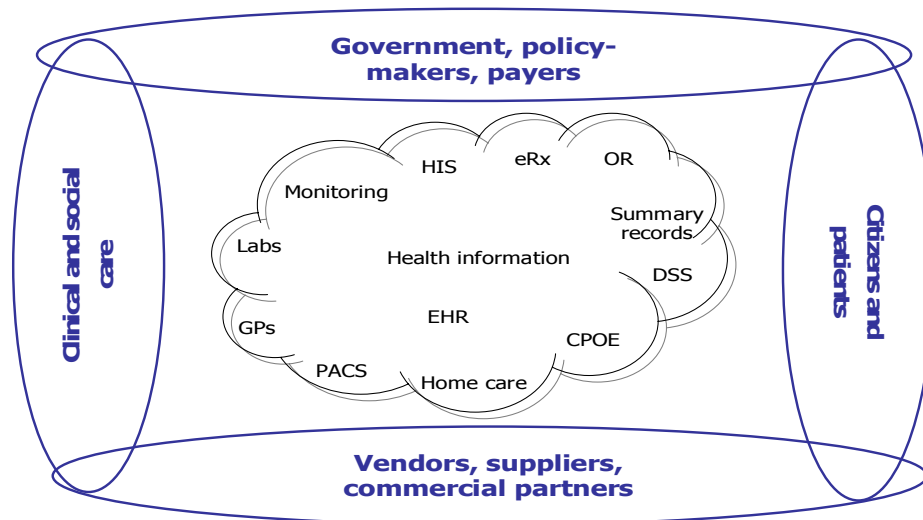 Government, policy-
makers, payers
Clinical and social
care
HIS
eRx
OR
Monitoring
Summary
records
Labs
Health information
DSS
EHR
GPs
CPOE
PACS
Home care
Citizens and
patients
Vendors, suppliers,
commercial partners